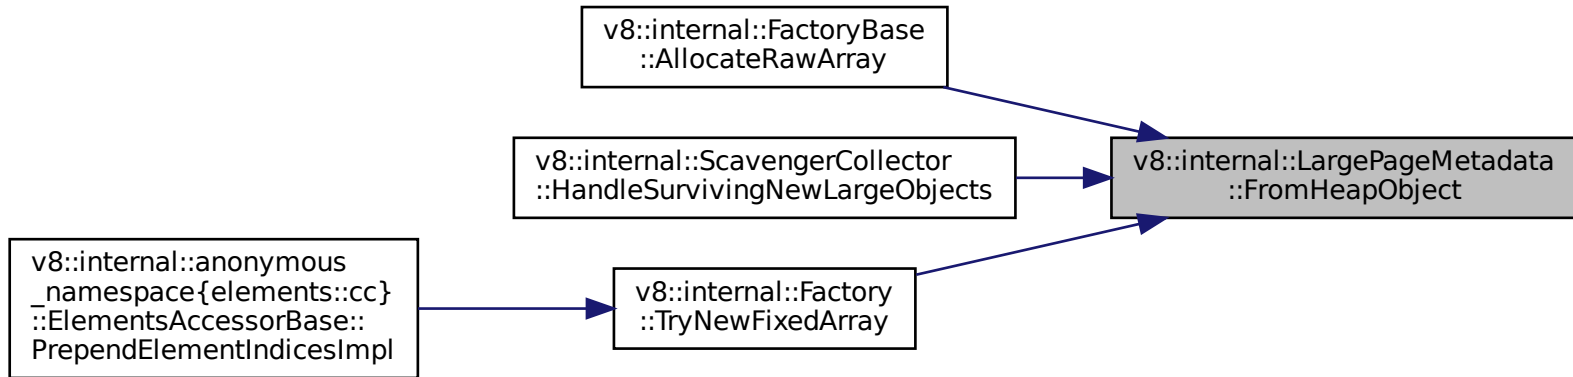 v8::internal::FactoryBase
::AllocateRawArray
v8::internal::ScavengerCollector
::HandleSurvivingNewLargeObjects
v8::internal::LargePageMetadata
::FromHeapObject
v8::internal::anonymous
_namespace{elements::cc}
::ElementsAccessorBase::
PrependElementIndicesImpl
v8::internal::Factory
::TryNewFixedArray